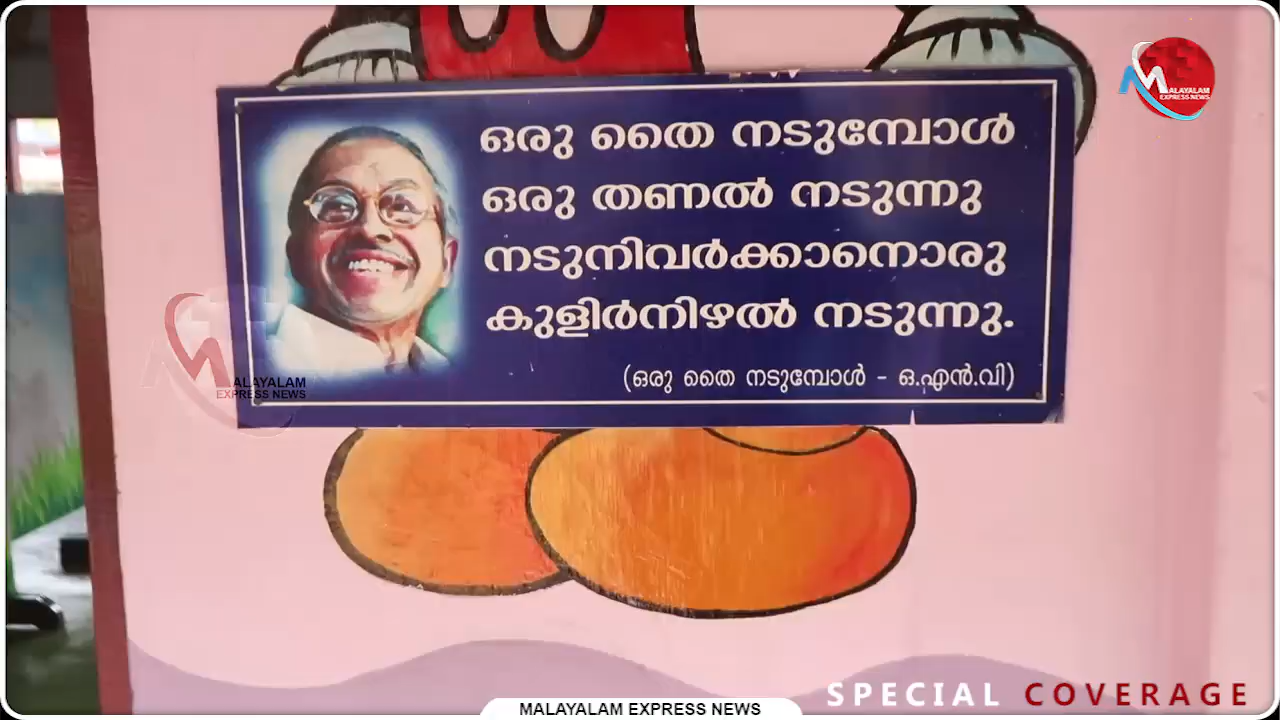 ഒരു തൈ നടുമ്പോൾ
ഒരു തണൽ നടുന്നു
നടുനിവർക്കാനൊരു
കുളിർനിഴൽ നടുന്നു.
(ഒരു തൈ നടുമ്പോൾ - ഒ.എൻ.വി)
MALAYALAM
EXPRESS NEWS
MALAYALAM
EXPRESS NEWS
SPECIAL COVERAGE
MALAYALAM EXPRESS NEWS